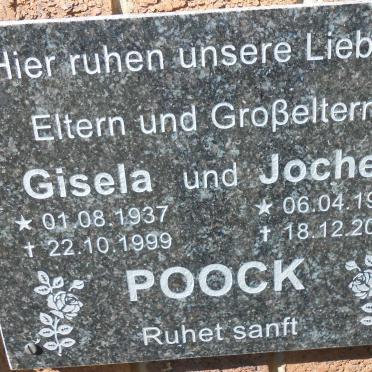 Hier ruhen unsere Lieb
Eltern und Großeltern
Gisela und Joche
★ 01.08.1937 ★ 06.04.19
✝ 22.10.1999 ✝ 18.12.20
POOCK
Ruhet sanft